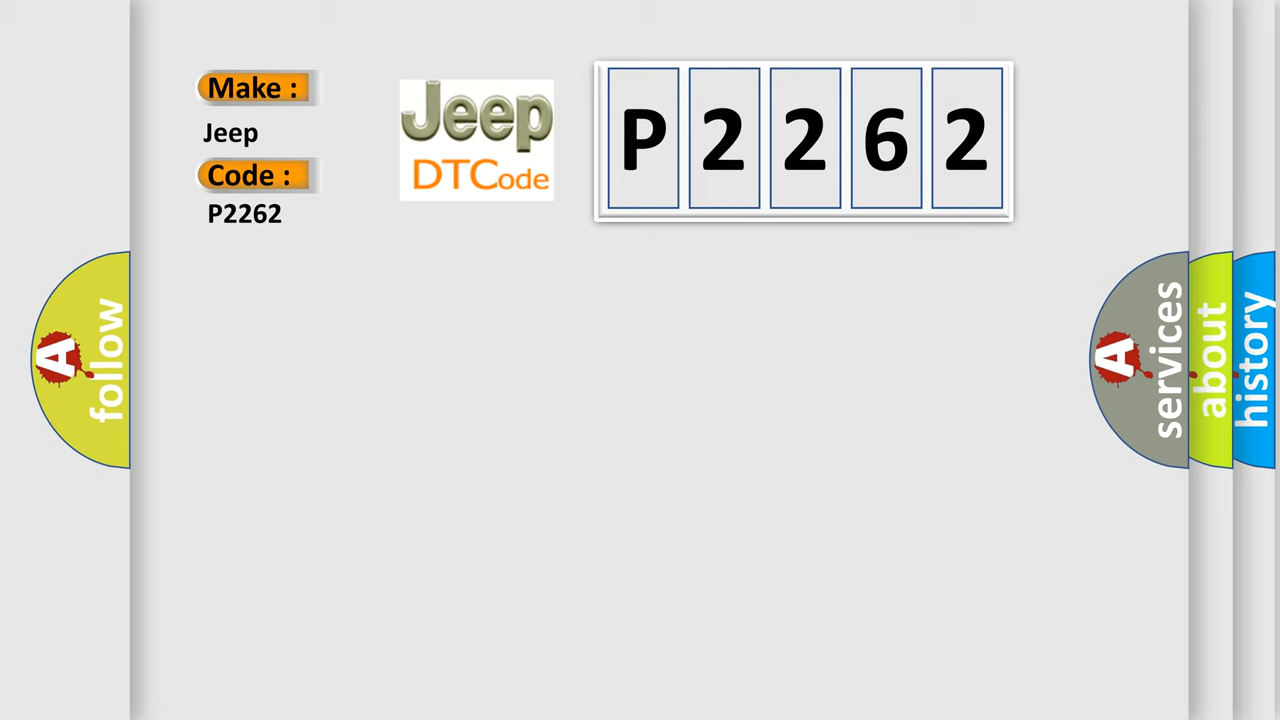 Make :
Jeep
Code :
P2262
Jeep
DTCode
P 2 2 6 2
A follow
A services
about
history